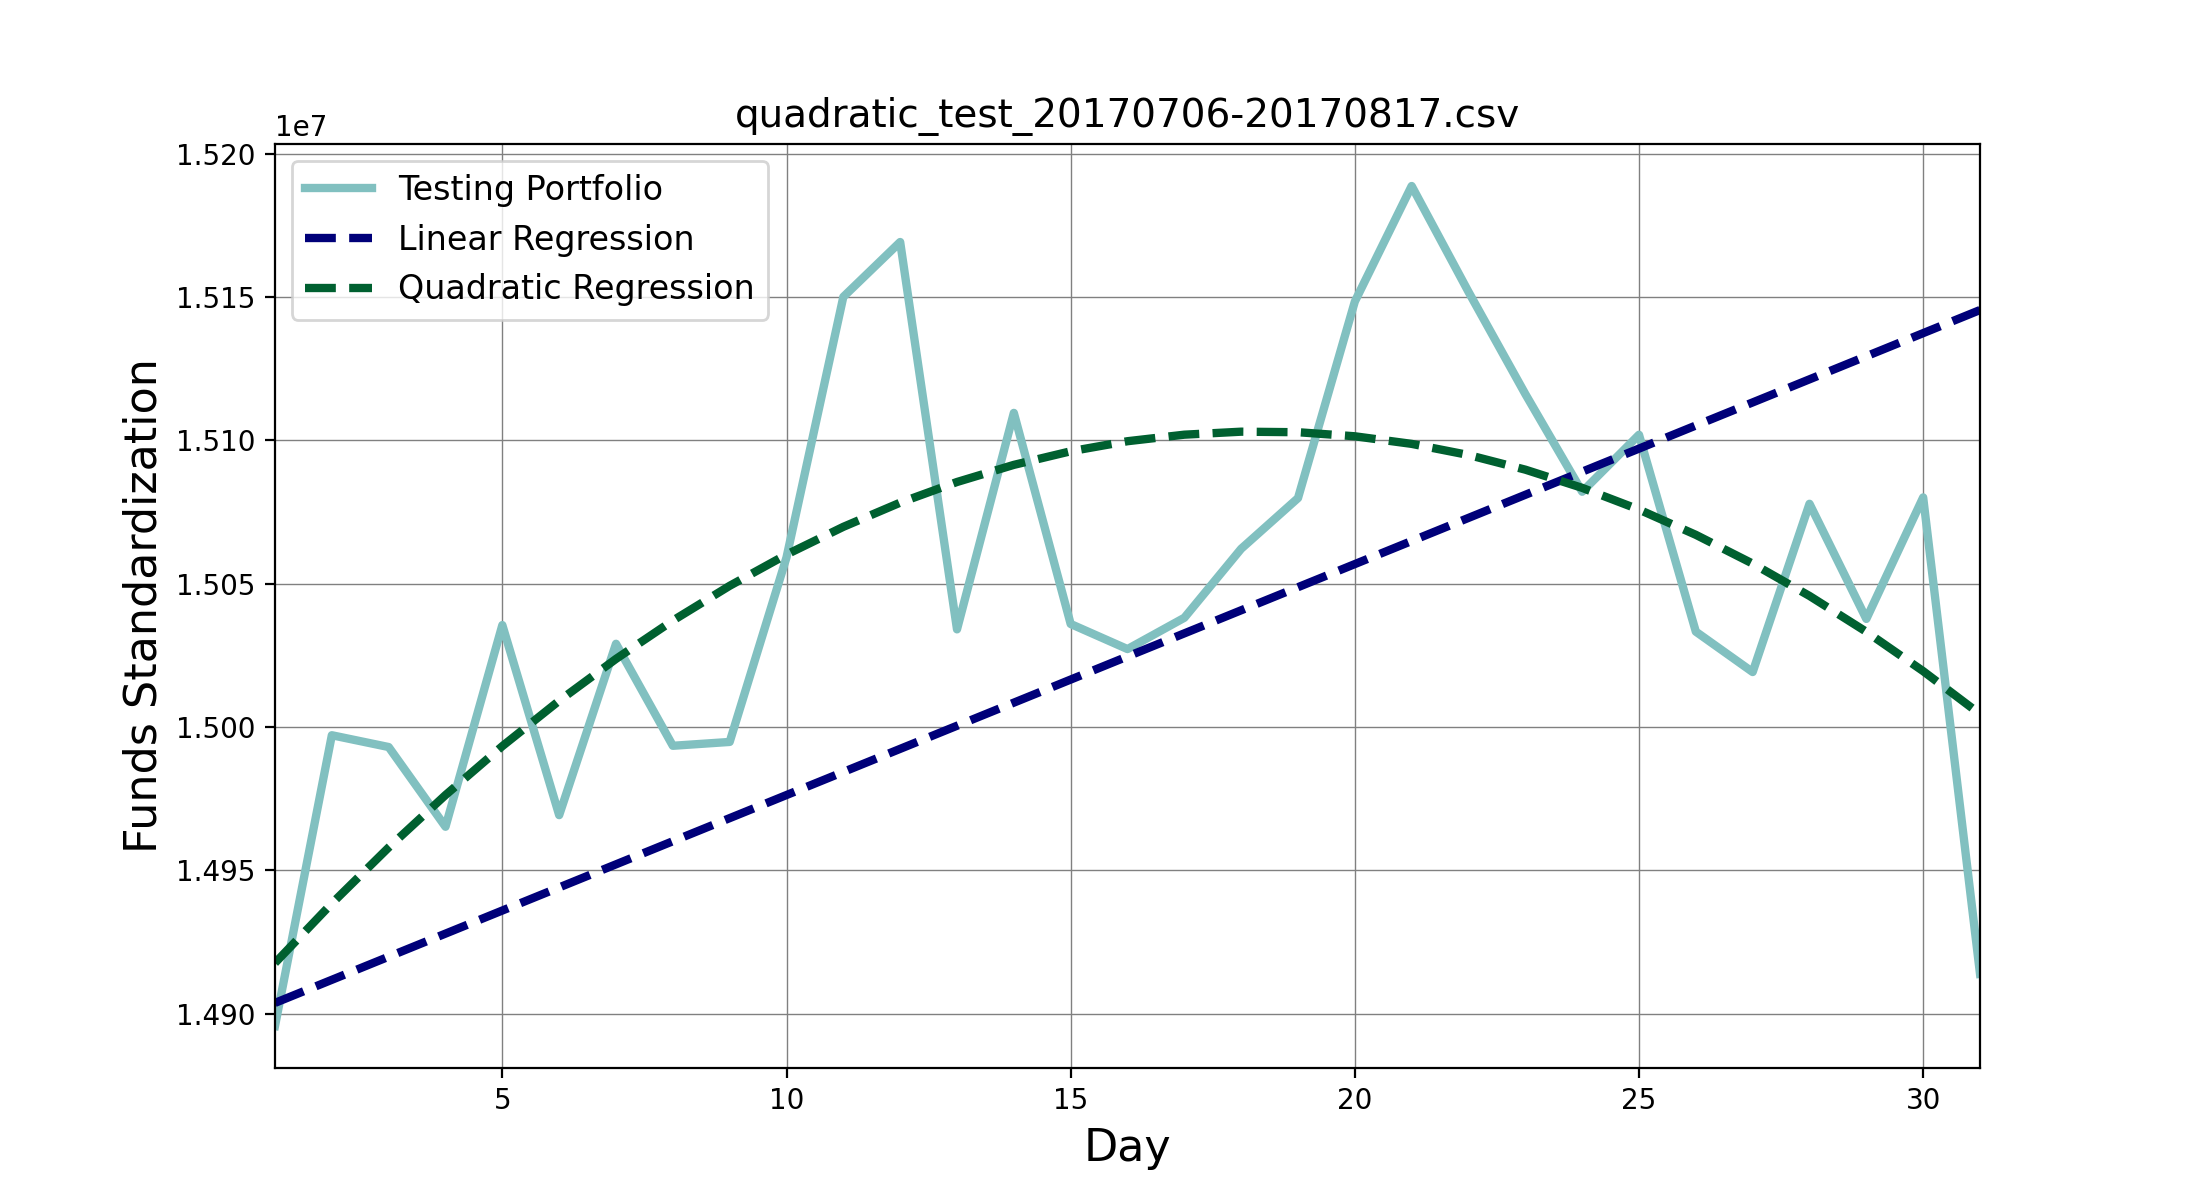 quadratic_test_20170706-20170817.csv
1e7
1.520
1.515
1.510
1.505
1.500
1.495
1.490
Funds Standardization
Testing Portfolio
Linear Regression
Quadratic Regression
5 10 15 20 25 30
Day